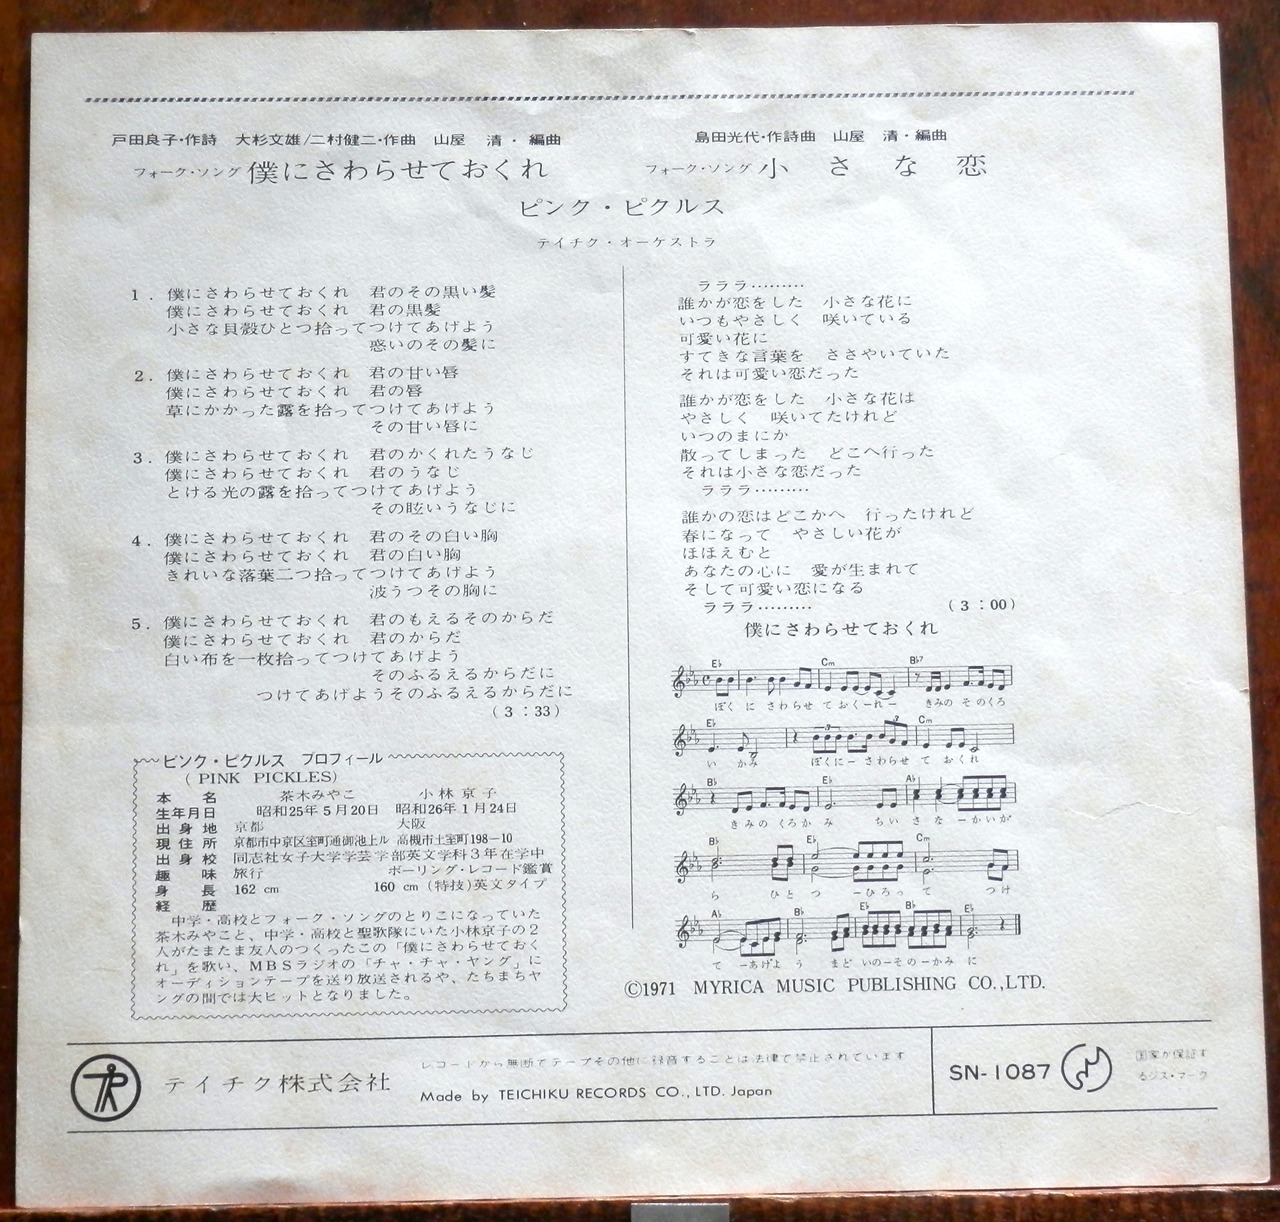 戸田良子・作詩　大杉文雄/二村健二・作曲　山屋　清・編曲
フォーク・ソング 僕にさわらせておくれ
島田光代・作詩曲　山屋　清・編曲
フォーク・ソング 小さな恋
ピンク・ピクルス
テイチク・オーケストラ
1．僕にさわらせておくれ　君のその黒い髪
僕にさわらせておくれ　君の黒髪
小さな貝殻ひとつ拾ってつけてあげよう
惑いのその髪に
2．僕にさわらせておくれ　君の甘い唇
僕にさわらせておくれ　君の唇
草にかかった露を拾ってつけてあげよう
その甘い唇に
3．僕にさわらせておくれ　君のかくれたうなじ
僕にさわらせておくれ　君のうなじ
とける光の露を拾ってつけてあげよう
その眩いうなじに
4．僕にさわらせておくれ　君のその白い胸
僕にさわらせておくれ　君の白い胸
きれいな落葉二つ拾ってつけてあげよう
波うつその胸に
5．僕にさわらせておくれ　君のもえるそのからだ
僕にさわらせておくれ　君のからだ
白い布を一枚拾ってつけてあげよう
そのふるえるからだに
つけてあげようそのふるえるからだに
（3：33）
ラララ………
誰かが恋をした　小さな花に
いつもやさしく　咲いている
可愛い花に
すてきな言葉を　ささやいていた
それは可愛い恋だった
誰かが恋をした　小さな花は
やさしく　咲いてたけれど
いつのまにか
散ってしまった　どこへ行った
それは小さな恋だった
ラララ………
誰かの恋はどこかへ　行ったけれど
春になって　やさしい花が
ほほえむと
あなたの心に　愛が生まれて
そして可愛い恋になる
ラララ………　（3：00）
僕にさわらせておくれ
E♭ Cm B♭7
ぼく に さわらせ ておくーれー きみの そのくろ
E♭ Cm
い かみ ぼくにー さわらせ て おくれ
B♭ E♭ A♭
きみの くろか み ちい さ な ーかいが
B♭ E♭ Cm
ら ひと つ ーひろっ て つけ
A♭ B♭ E♭ B♭ E♭
て ーあげよ う まど いのーその ーかみ に
©1971 MYRICA MUSIC PUBLISHING CO.,LTD.
ピンク・ピクルス　プロフィール
( PINK PICKLES)
本名　茶木みやこ　小林京子
生年月日　昭和25年5月20日　昭和26年1月24日
出身地　京都　大阪
現住所　京都市中京区室町通御池上ル　高槻市土室町198－10
出身校　同志社女子大学学芸学部英文学科3年在学中
趣味　旅行　ボーリング・レコード鑑賞
身長　162 cm　160 cm（特技）英文タイプ
経歴
中学・高校とフォーク・ソングのとりこになっていた
茶木みやこと、中学・高校と聖歌隊にいた小林京子の2
人がたまたま友人のつくったこの「僕にさわらせておく
れ」を歌い、MBSラジオの「チャ・チャ・ヤング」に
オーディションテープを送り放送されるや、たちまちヤ
ングの間では大ヒットとなりました。
テイチク株式会社
レコードから無断でテープその他に録音することは法律で禁止されています
Made by TEICHIKU RECORDS CO., LTD. Japan
SN-1087
国家が保証す
るジス・マーク